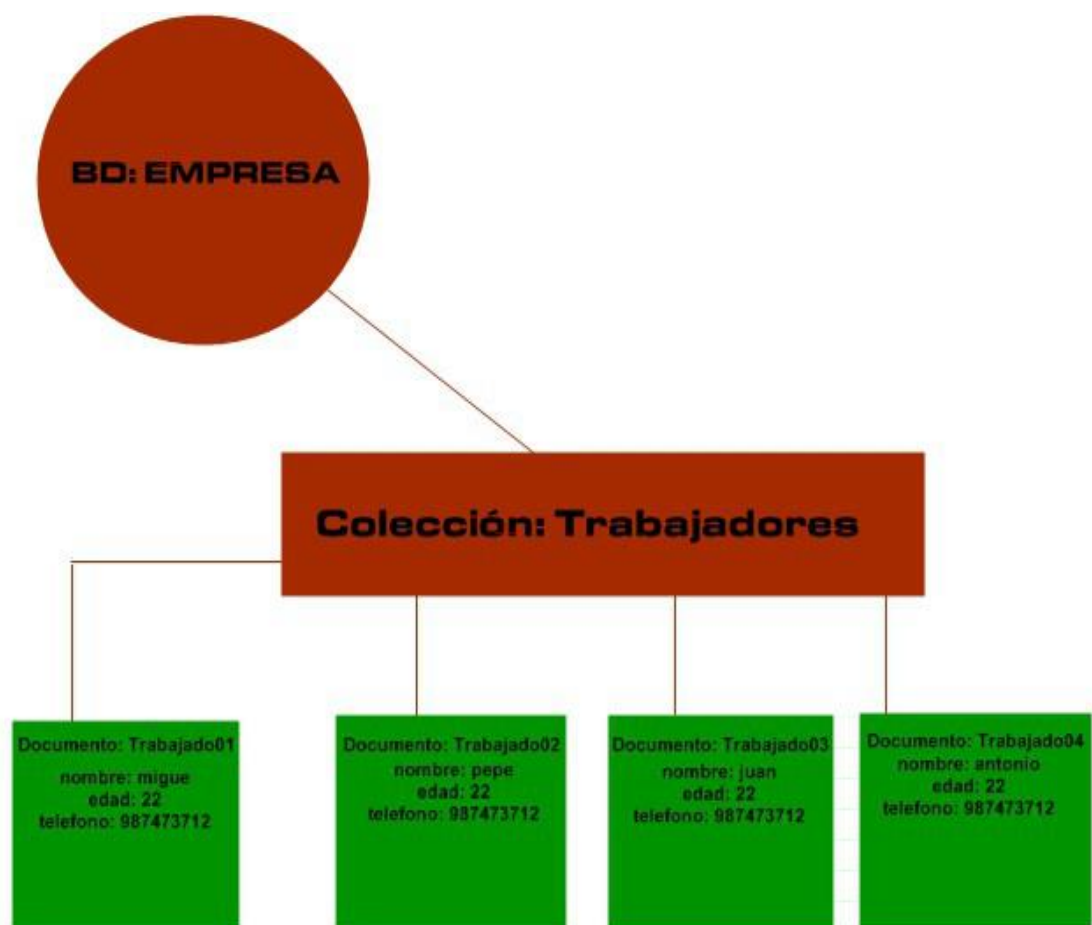 BD: EMPRESA
Colección: Trabajadores
Documento: Trabajado01
nombre: migue
edad: 22
telefono: 987473712
Documento: Trabajado02
nombre: pepe
edad: 22
telefono: 987473712
Documento: Trabajado03
nombre: juan
edad: 22
telefono: 987473712
Documento: Trabajado04
nombre: antonio
edad: 22
telefono: 987473712